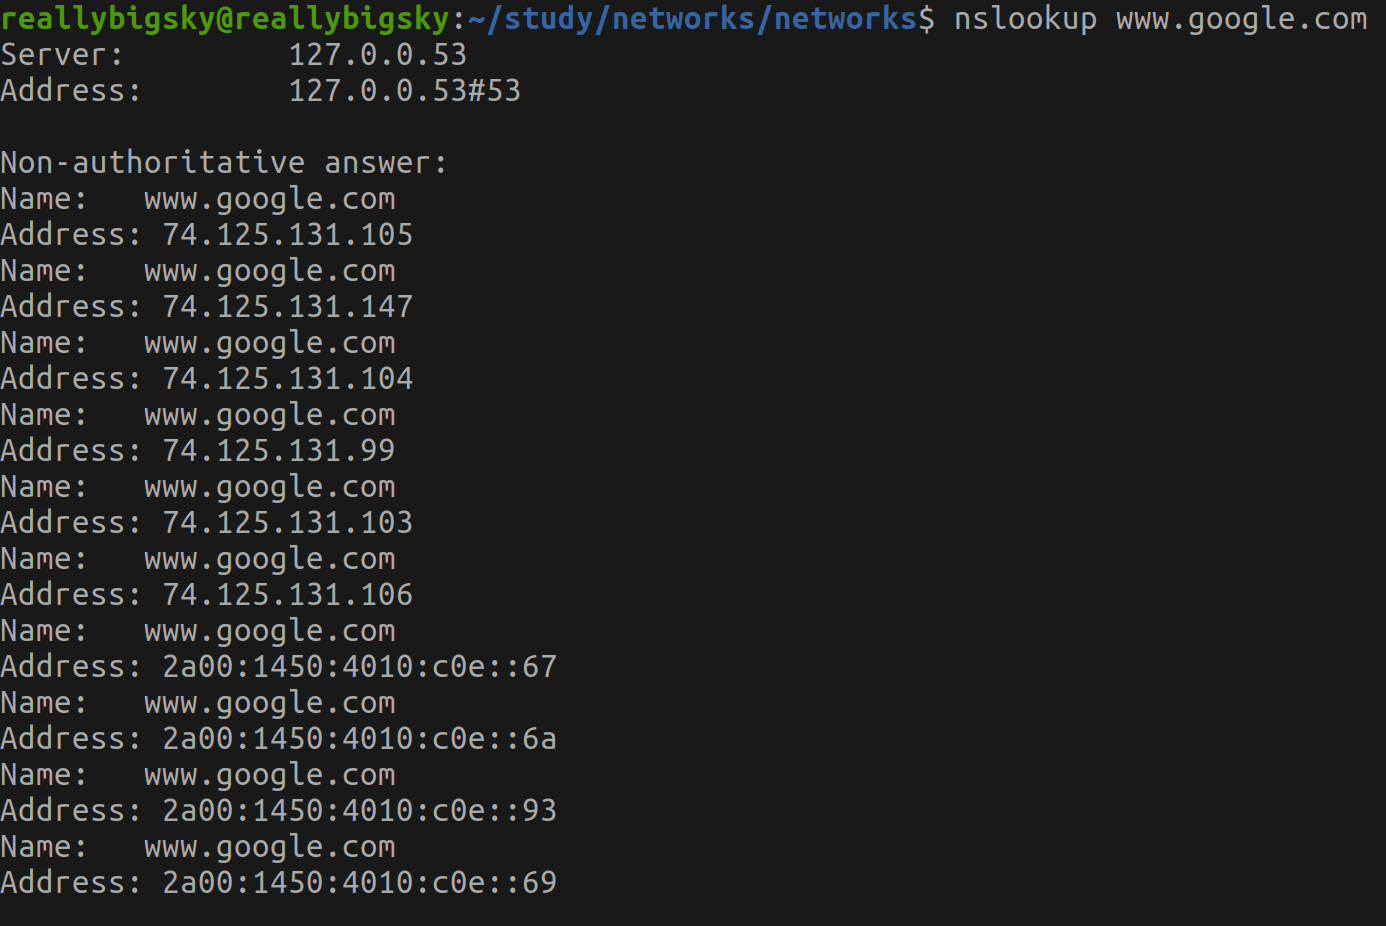 reallybigsky@reallybigsky:~/study/networks/networks$ nslookup www.google.com
Server:		127.0.0.53
Address:	127.0.0.53#53

Non-authoritative answer:
Name:	www.google.com
Address: 74.125.131.105
Name:	www.google.com
Address: 74.125.131.147
Name:	www.google.com
Address: 74.125.131.104
Name:	www.google.com
Address: 74.125.131.99
Name:	www.google.com
Address: 74.125.131.103
Name:	www.google.com
Address: 74.125.131.106
Name:	www.google.com
Address: 2a00:1450:4010:c0e::67
Name:	www.google.com
Address: 2a00:1450:4010:c0e::6a
Name:	www.google.com
Address: 2a00:1450:4010:c0e::93
Name:	www.google.com
Address: 2a00:1450:4010:c0e::69